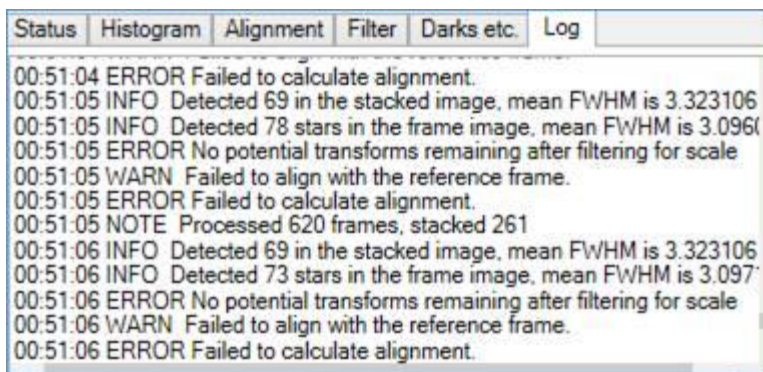 Status Histogram Alignment Filter Darks etc. Log
00:51:04 ERROR Failed to calculate alignment.
00:51:05 INFO Detected 69 in the stacked image, mean FWHM is 3.323106
00:51:05 INFO Detected 78 stars in the frame image, mean FWHM is 3.096
00:51:05 ERROR No potential transforms remaining after filtering for scale
00:51:05 WARN Failed to align with the reference frame.
00:51:05 ERROR Failed to calculate alignment.
00:51:05 NOTE Processed 620 frames, stacked 261
00:51:06 INFO Detected 69 in the stacked image, mean FWHM is 3.323106
00:51:06 INFO Detected 73 stars in the frame image, mean FWHM is 3.097
00:51:06 ERROR No potential transforms remaining after filtering for scale
00:51:06 WARN Failed to align with the reference frame.
00:51:06 ERROR Failed to calculate alignment.